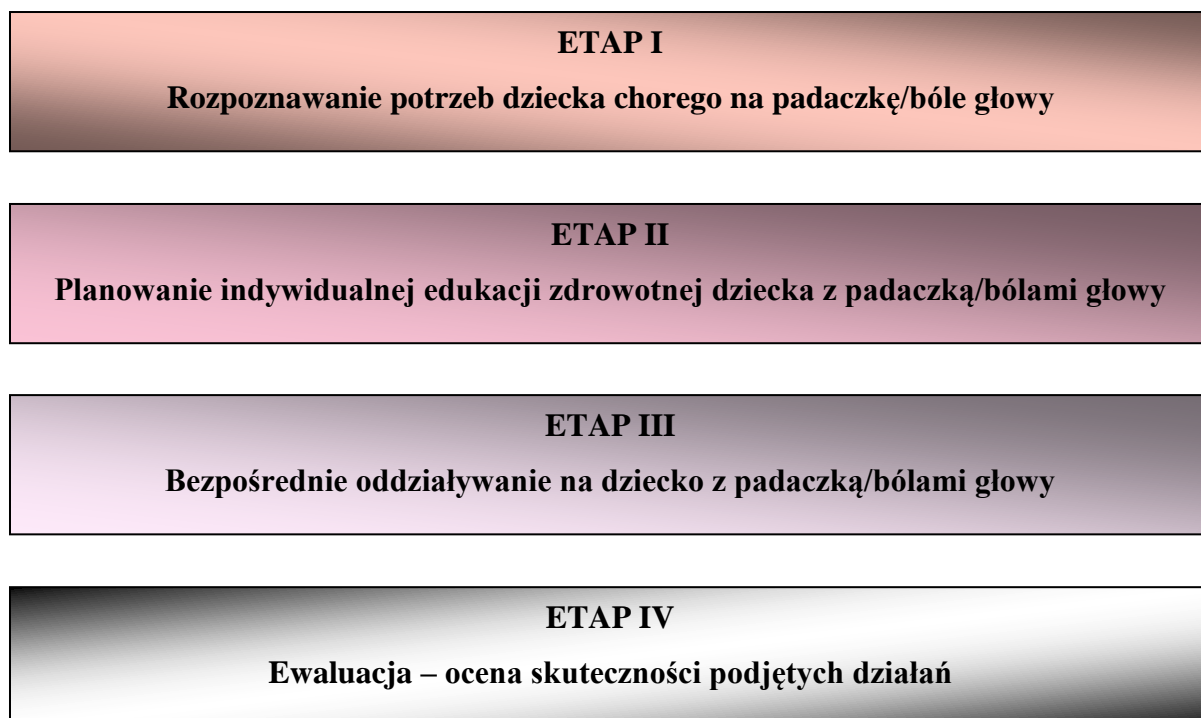 ETAP I
Rozpoznawanie potrzeb dziecka chorego na padaczkę/bóle głowy
ETAP II
Planowanie indywidualnej edukacji zdrowotnej dziecka z padaczką/bólami głowy
ETAP III
Bezpośrednie oddziaływanie na dziecko z padaczką/bólami głowy
ETAP IV
Ewaluacja – ocena skuteczności podjętych działań